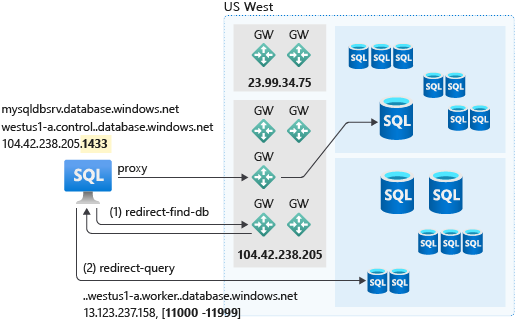 US West
GW GW
23.99.34.75
GW GW
GW
GW GW
104.42.238.205
mysqldbsrv.database.windows.net
westus1-a.control..database.windows.net
104.42.238.205.1433
SQL
proxy
(1) redirect-find-db
(2) redirect-query
..westus1-a.worker..database.windows.net
13.123.237.158, [11000 -11999]
SQL SQL SQL
SQL SQL
SQL
SQL SQL
SQL SQL
SQL SQL SQL
SQL SQL